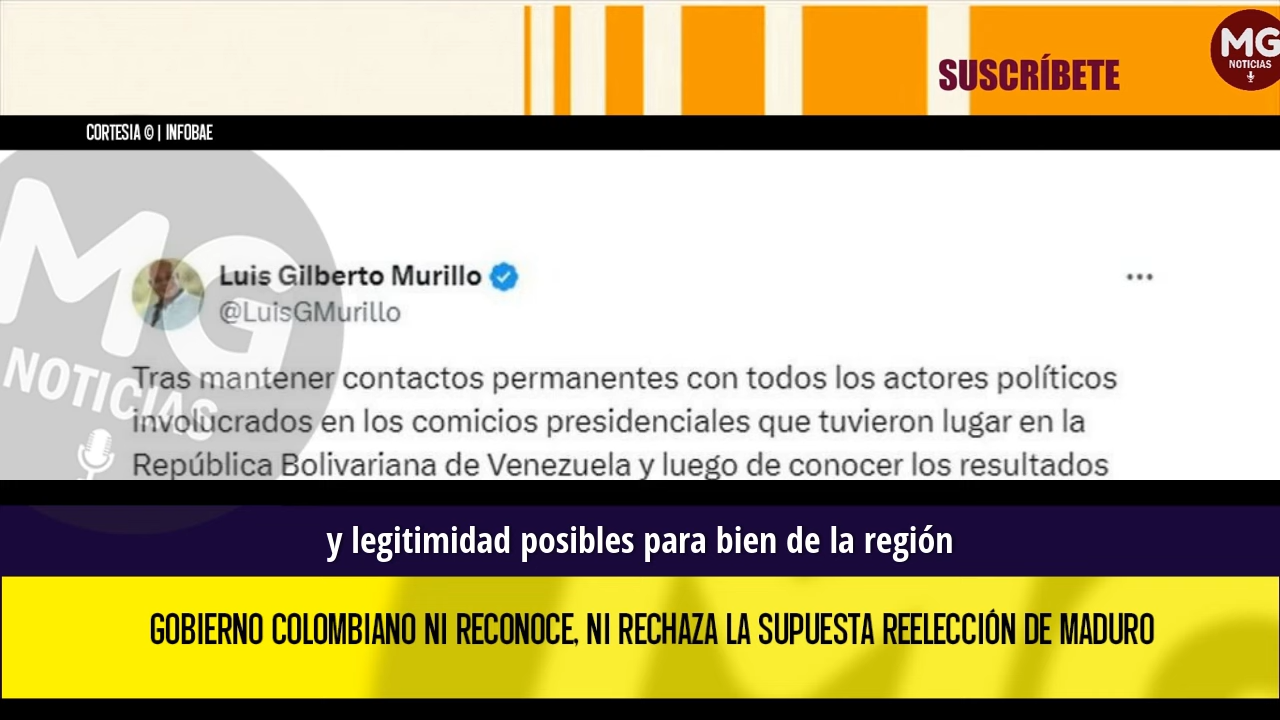 SUSCRÍBETE
MG
NOTICIAS
CORTESIA © | INFOBAE
MG
NOTICIAS
Luis Gilberto Murillo
@LuisGMurillo
Tras mantener contactos permanentes con todos los actores políticos
involucrados en los comicios presidenciales que tuvieron lugar en la
República Bolivariana de Venezuela y luego de conocer los resultados
y legitimidad posibles para bien de la región
GOBIERNO COLOMBIANO NI RECONOCE, NI RECHAZA LA SUPUESTA REELECCIÓN DE MADURO